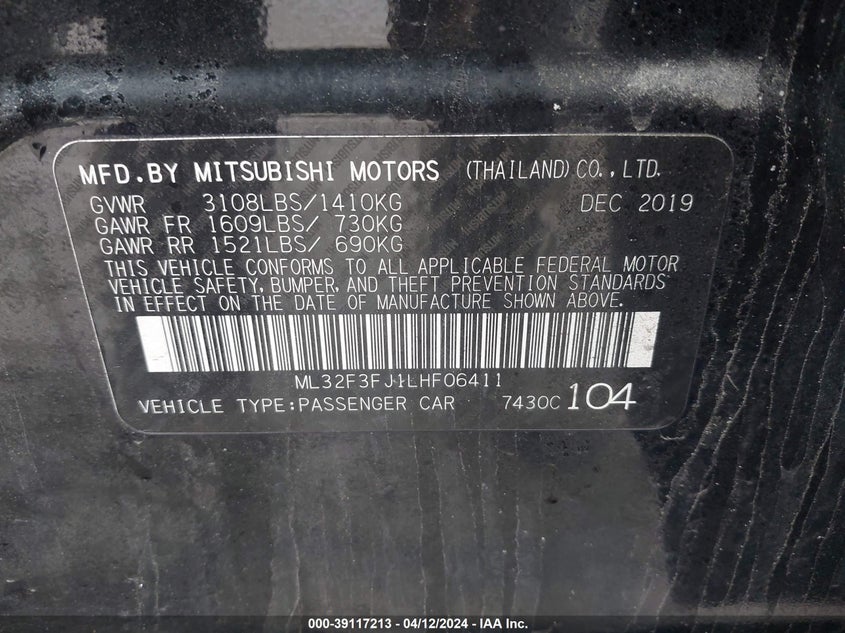 MFD.BY MITSUBISHI MOTORS (THAILAND)CO.,LTD.
GVWR 3108LBS/1410KG DEC 2019
GAWR FR 1609LBS/ 730KG
GAWR RR 1521LBS/ 690KG
THIS VEHICLE CONFORMS TO ALL APPLICABLE FEDERAL MOTOR
VEHICLE SAFETY, BUMPER, AND THEFT PREVENTION STANDARDS
IN EFFECT ON THE DATE OF MANUFACTURE SHOWN ABOVE.
ML32F3FJ1LHF06411
VEHICLE TYPE:PASSENGER CAR 7430C 104
000-39117213 - 04/12/2024 - IAA Inc.